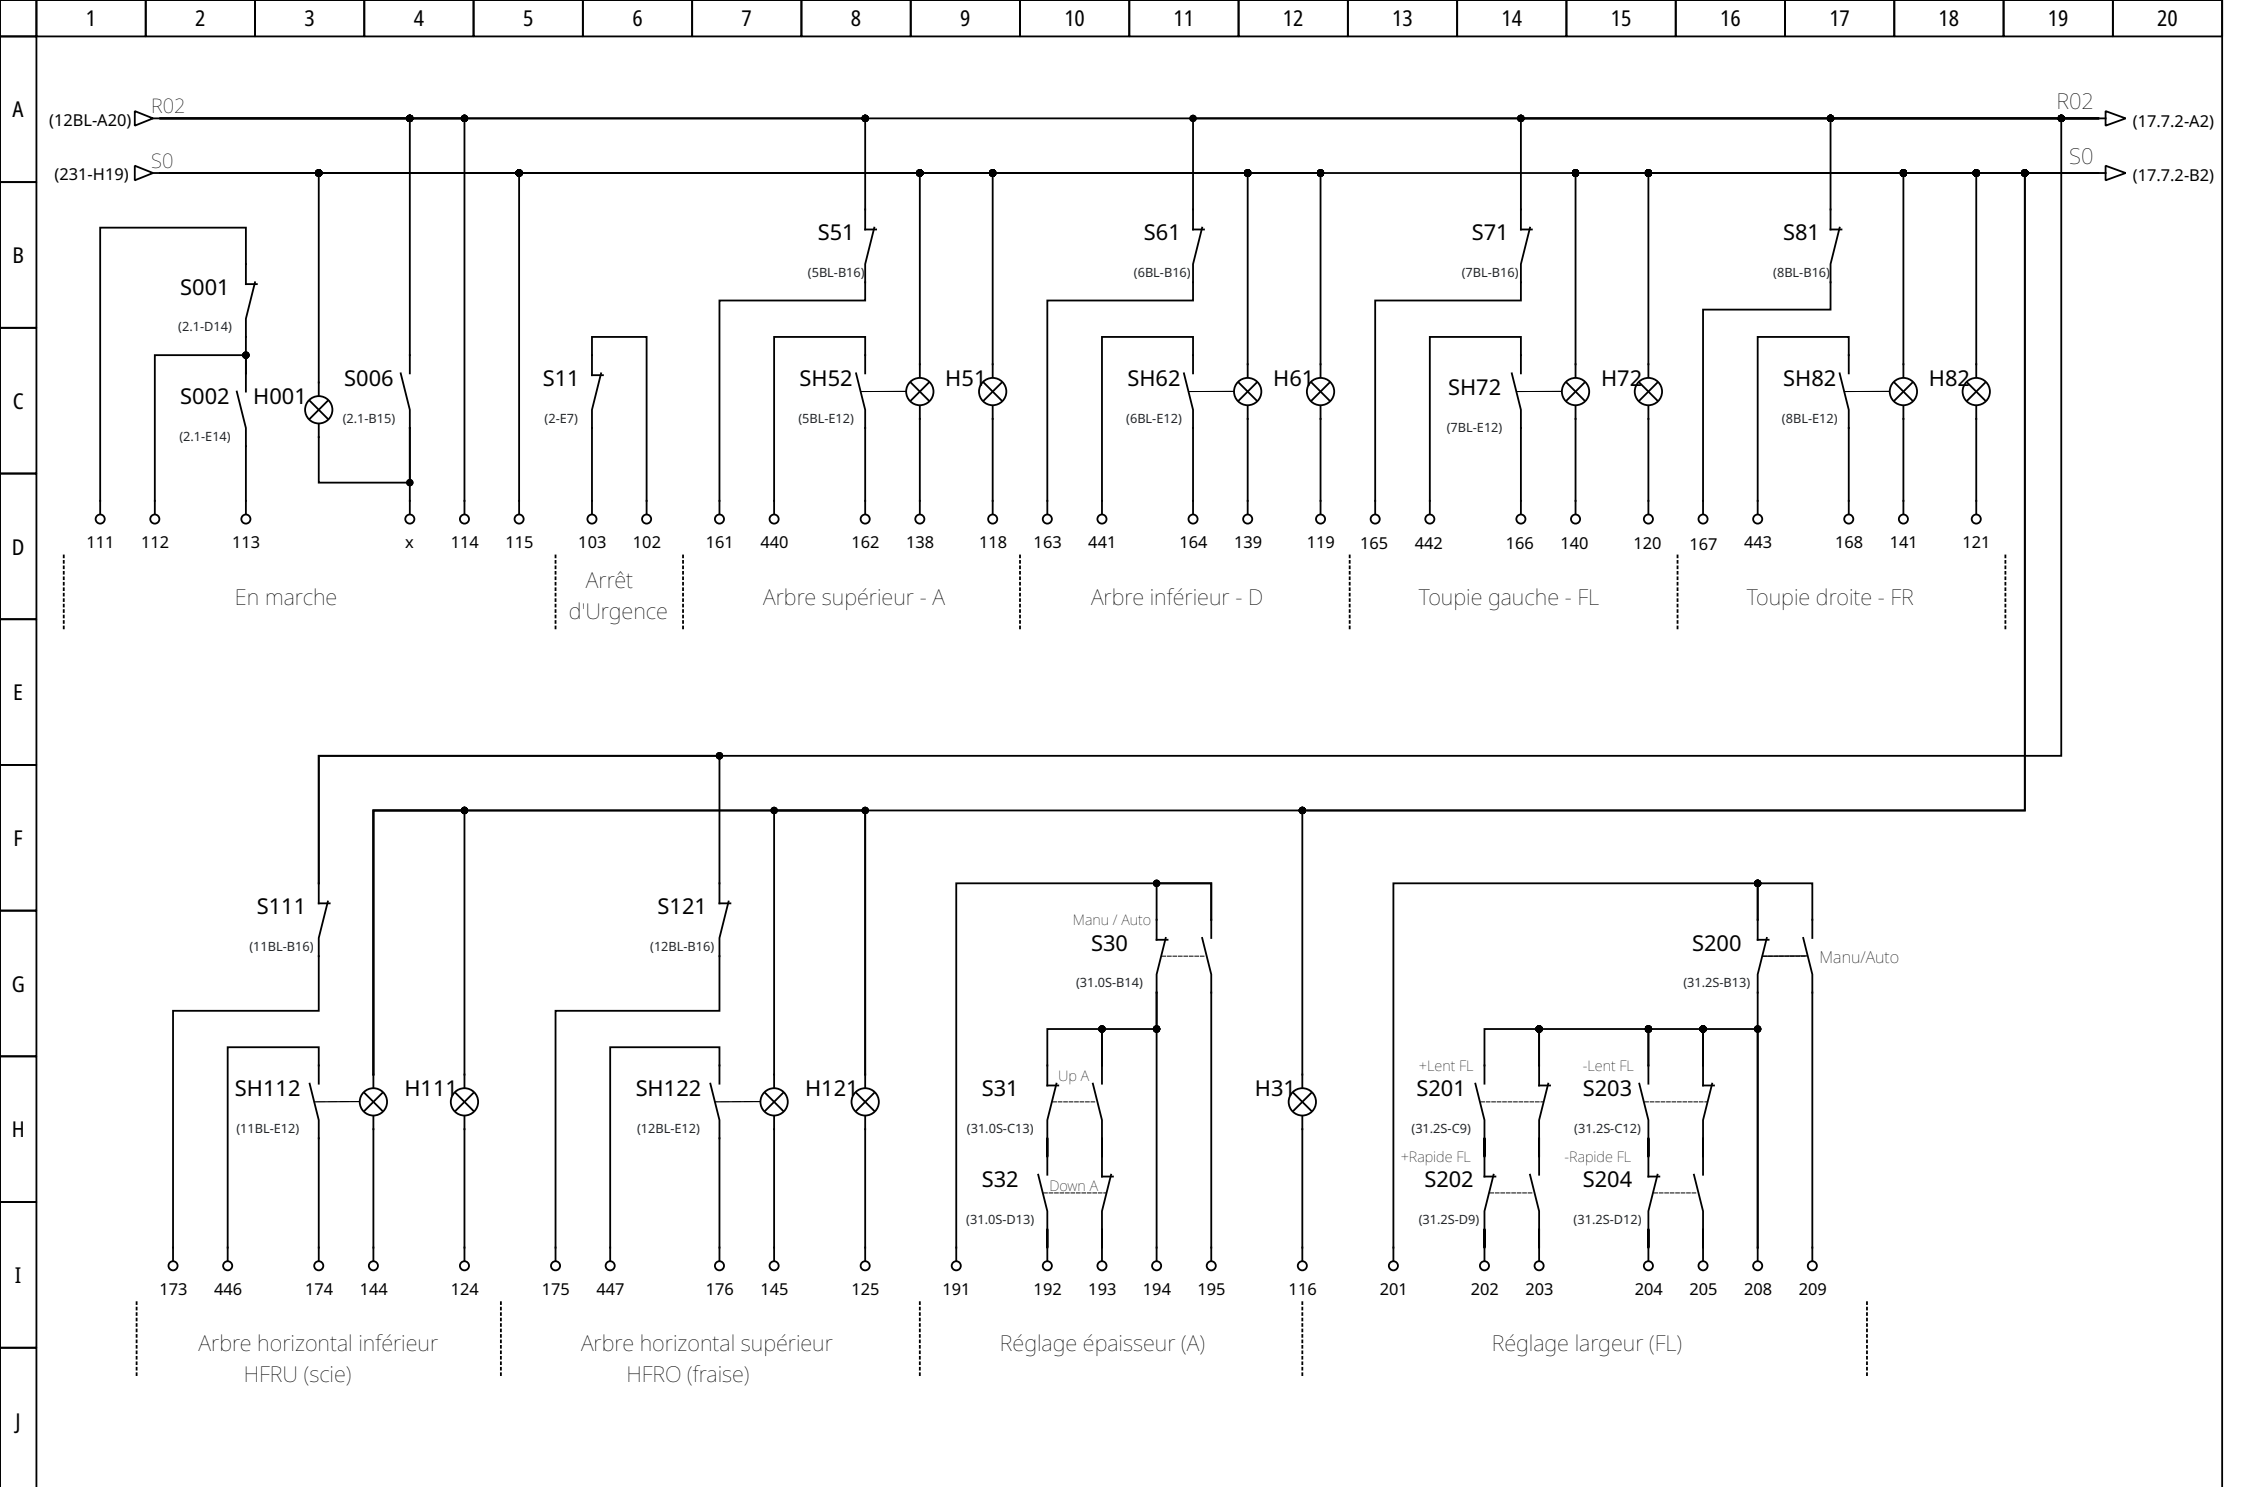 1 2 3 4 5 6 7 8 9 10 11 12 13 14 15 16 17 18 19 20
A
R02 R02
(12BL-A20) (17.7.2-A2)
S0 S0
(231-H19) (17.7.2-B2)
B
S51 S61 S71 S81
(5BL-B16) (6BL-B16) (7BL-B16) (8BL-B16)
S001
(2.1-D14)
C
S006 S11 SH52 H51 SH62 H61 SH72 H72 SH82 H82
S002 H001
(2.1-B15) (2-E7) (5BL-E12) (6BL-E12) (7BL-E12) (8BL-E12)
(2.1-E14)
D
111 112 113 x 114 115 103 102 161 440 162 138 118 163 441 164 139 119 165 442 166 140 120 167 443 168 141 121
En marche
Arrêt
d'Urgence
Arbre supérieur - A
Arbre inférieur - D
Toupie gauche - FL
Toupie droite - FR
E
F
S111 S121
(11BL-B16) (12BL-B16)
Manu / Auto
S30 S200
Manu/Auto
(31.0S-B14) (31.2S-B13)
G
+Lent FL -Lent FL
Up A
SH112 H111 SH122 H121 S31 H31 S201 S203
(11BL-E12) (12BL-E12) (31.0S-C13) (31.2S-C9) (31.2S-C12)
H
+Rapide FL -Rapide FL
S32 Down A S202 S204
(31.0S-D13) (31.2S-D9) (31.2S-D12)
I
173 446 174 144 124 175 447 176 145 125 191 192 193 194 195 116 201 202 203 204 205 208 209
Arbre horizontal inférieur
HFRU (scie)
Arbre horizontal supérieur
HFRO (fraise)
Réglage épaisseur (A)
Réglage largeur (FL)
J